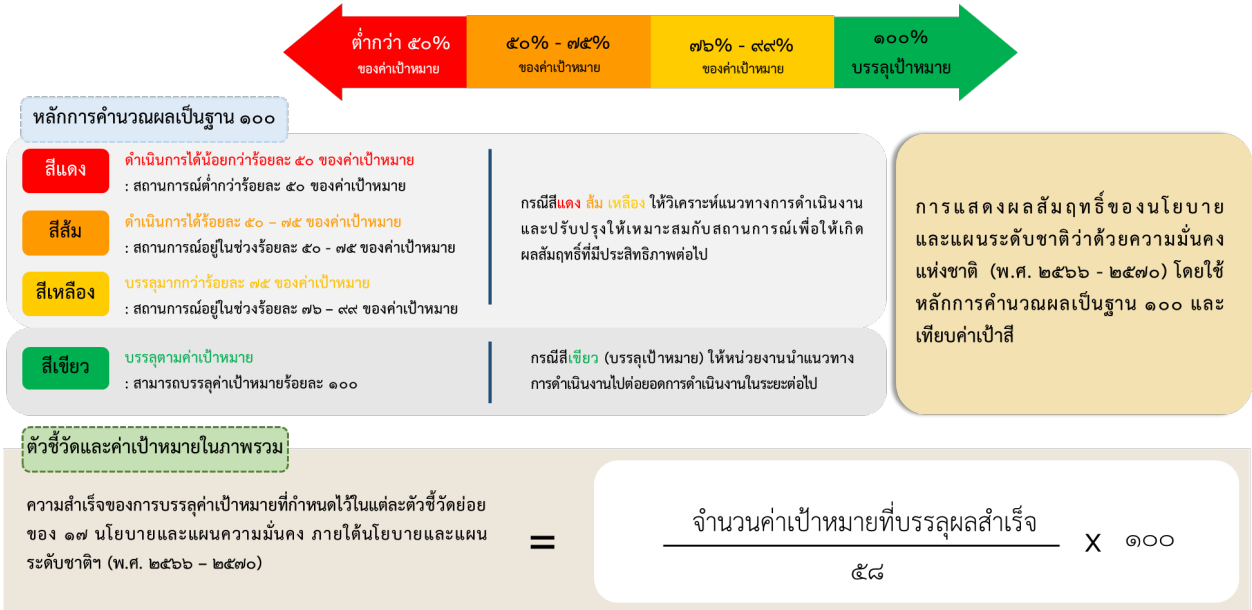 ต่ำกว่า ๕๐%
ของค่าเป้าหมาย
๕๐% - ๗๕%
ของค่าเป้าหมาย
๗๖% - ๙๙%
ของค่าเป้าหมาย
๑๐๐%
บรรลุเป้าหมาย
หลักการคำนวณผลเป็นฐาน ๑๐๐
สีแดง
ดำเนินการได้น้อยกว่าร้อยละ ๕๐ ของค่าเป้าหมาย
: สถานการณ์ต่ำกว่าร้อยละ ๕๐ ของค่าเป้าหมาย
สีส้ม
ดำเนินการได้ร้อยละ ๕๐ – ๗๕ ของค่าเป้าหมาย
: สถานการณ์อยู่ในช่วงร้อยละ ๕๐ - ๗๕ ของค่าเป้าหมาย
สีเหลือง
บรรลุมากกว่าร้อยละ ๗๕ ของค่าเป้าหมาย
: สถานการณ์อยู่ในช่วงร้อยละ ๗๖ – ๙๙ ของค่าเป้าหมาย
กรณีสีแดง ส้ม เหลือง ให้วิเคราะห์แนวทางการดำเนินงาน
และปรับปรุงให้เหมาะสมกับสถานการณ์เพื่อให้เกิด
ผลสัมฤทธิ์ที่มีประสิทธิภาพต่อไป
สีเขียว
บรรลุตามค่าเป้าหมาย
: สามารถบรรลุค่าเป้าหมายร้อยละ ๑๐๐
กรณีสีเขียว (บรรลุเป้าหมาย) ให้หน่วยงานนำแนวทาง
การดำเนินงานไปต่อยอดการดำเนินงานในระยะต่อไป
การแสดงผลสัมฤทธิ์ของนโยบาย
และแผนระดับชาติว่าด้วยความมั่นคง
แห่งชาติ (พ.ศ. ๒๕๖๖ - ๒๕๗๐) โดยใช้
หลักการคำนวณผลเป็นฐาน ๑๐๐ และ
เทียบค่าเป้าสี
ตัวชี้วัดและค่าเป้าหมายในภาพรวม
ความสำเร็จของการบรรลุค่าเป้าหมายที่กำหนดไว้ในแต่ละตัวชี้วัดย่อย
ของ ๑๗ นโยบายและแผนความมั่นคง ภายใต้นโยบายและแผน
ระดับชาติฯ (พ.ศ. ๒๕๖๖ – ๒๕๗๐)
=
จำนวนค่าเป้าหมายที่บรรลุผลสำเร็จ
๕๘
X ๑๐๐